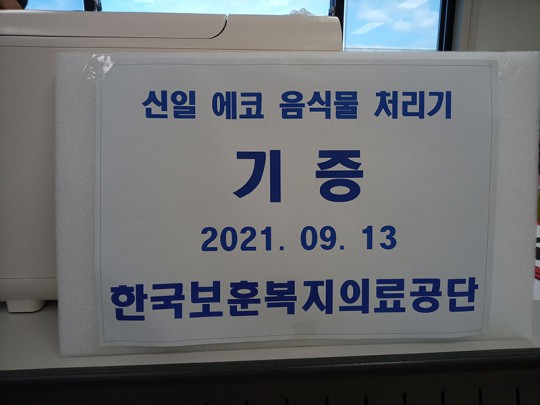 신일 에코 음식물 처리기
기 증
2021. 09. 13
한국보훈복지의료공단